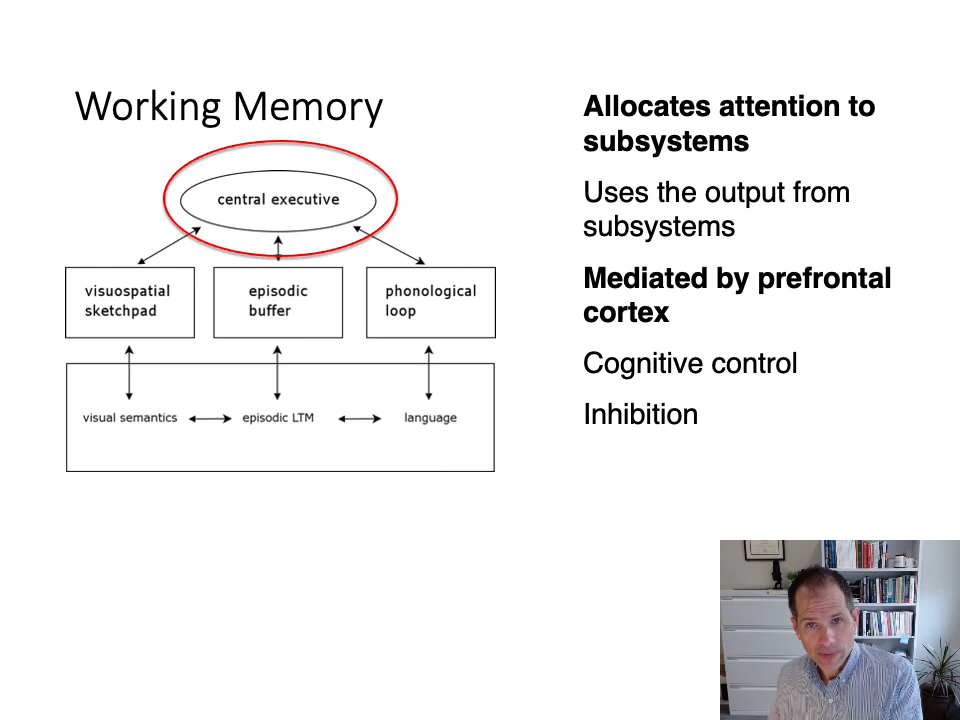 Working Memory
central executive
visuospatial
sketchpad
episodic
buffer
phonological
loop
visual semantics
episodic LTM
language
Allocates attention to
subsystems
Uses the output from
subsystems
Mediated by prefrontal
cortex
Cognitive control
Inhibition